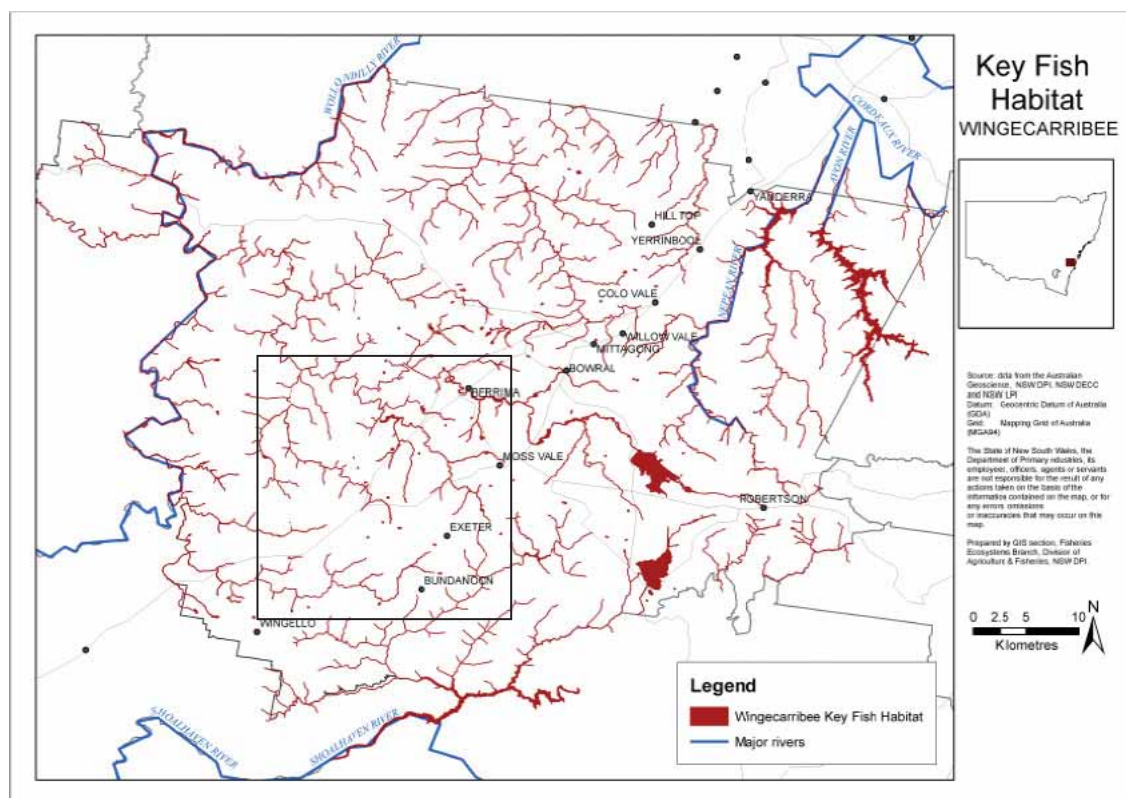 Key Fish
Habitat
WINGECARRIBEE
WOLLONDILLY RIVER
CORDEAUX RIVER
AVON RIVER
YANDERRA
HILL TOP
YERRINBOOL
NEPEAN RIVER
COLO VALE
WILLOW VALE
MITTAGONG
BOWRAL
BERRIMA
MOSS VALE
ROBERTSON
EXETER
BUNDANOON
WINGELLO
SHOALHAVEN RIVER
SHOALHAVEN RIVER
Source: data from the Australian
Geoscience, NSW DPI, NSW DECC
and NSW LPI
Datum: Geocentric Datum of Australia
(GDA)
Grid: Mapping Grid of Australia
(MGA94)
The State of New South Wales, the
Department of Primary Industries, its
employees, officers, agents or servants
are not responsible for the result of any
actions taken on the basis of the
information contained on the map, or for
any errors omissions
or inaccuracies that may occur on this
map.
Prepared by GIS section, Fisheries
Ecosystems Branch, Division of
Agriculture & Fisheries, NSW DPI.
0 2.5 5 10
Kilometres
N
Legend
Wingecarribee Key Fish Habitat
Major rivers